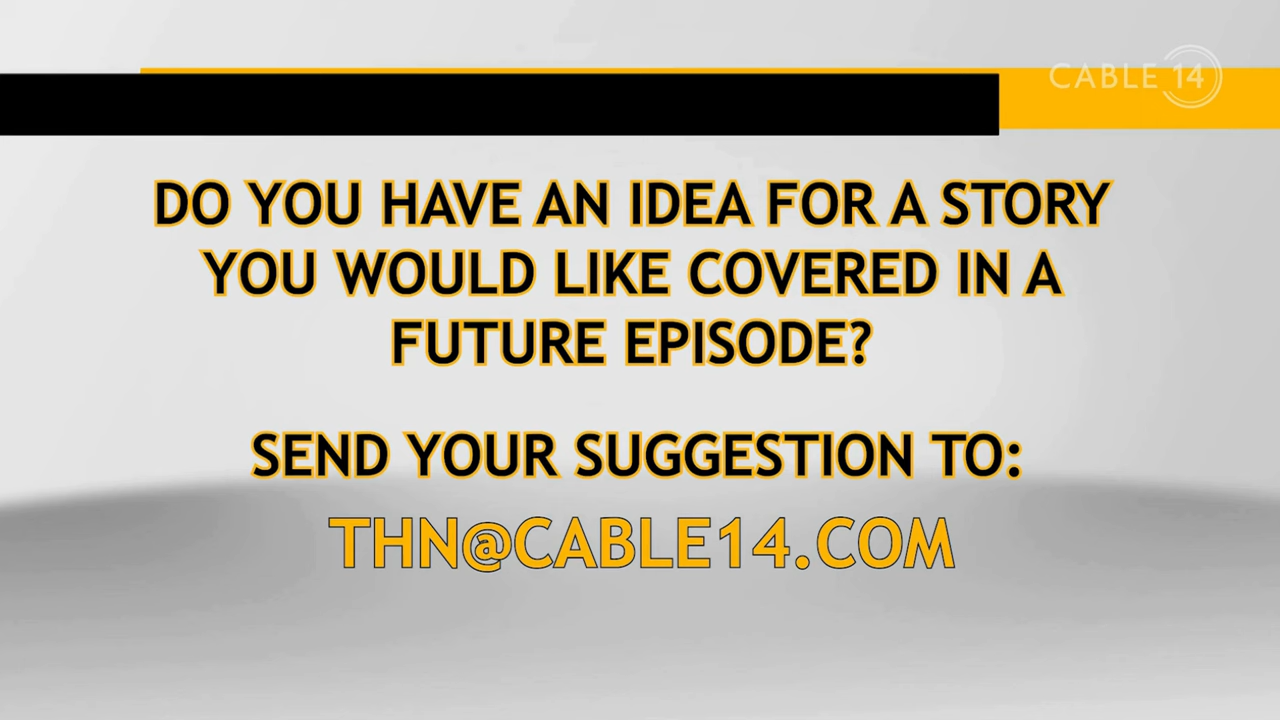 CABLE 14
DO YOU HAVE AN IDEA FOR A STORY
YOU WOULD LIKE COVERED IN A
FUTURE EPISODE?
SEND YOUR SUGGESTION TO:
THN@CABLE14.COM